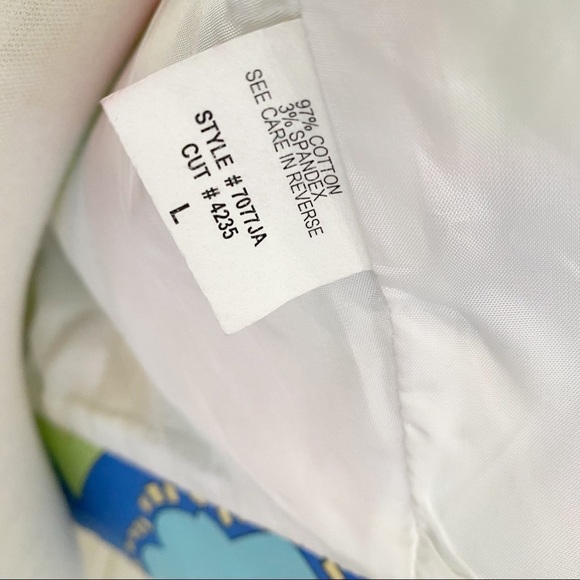 97% COTTON
3% SPANDEX
SEE CARE IN REVERSE
STYLE # 7077JA
CUT # 4235
L